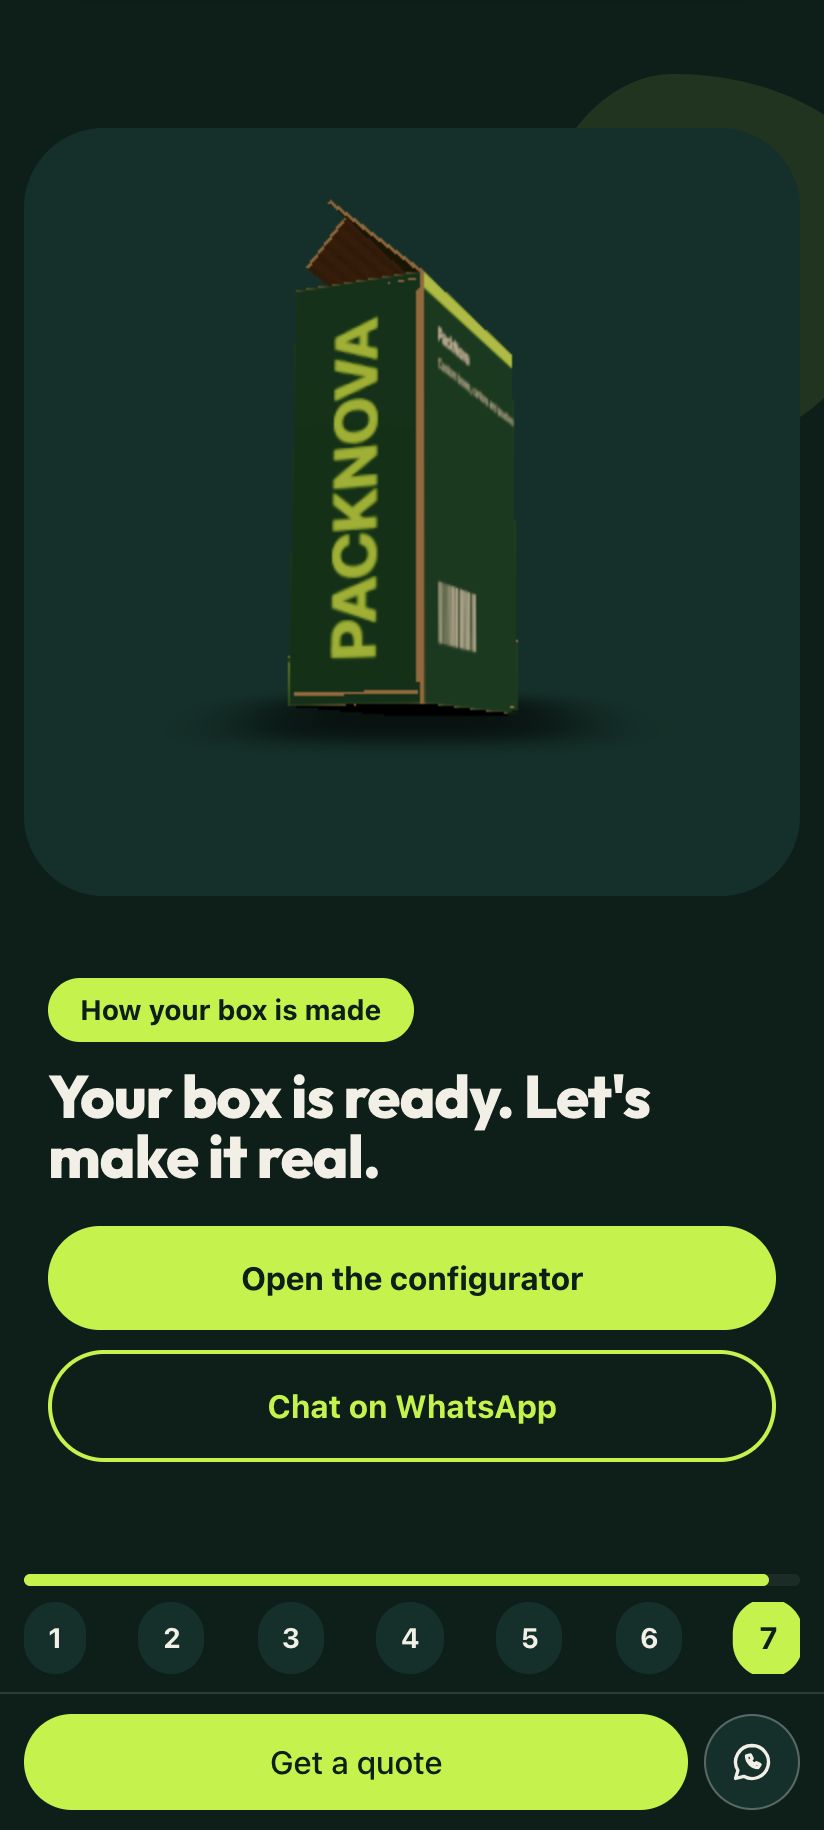 PACKNOVA
PackNova
How your box is made
Your box is ready. Let's
make it real.
Open the configurator
Chat on WhatsApp
1 2 3 4 5 6 7
Get a quote